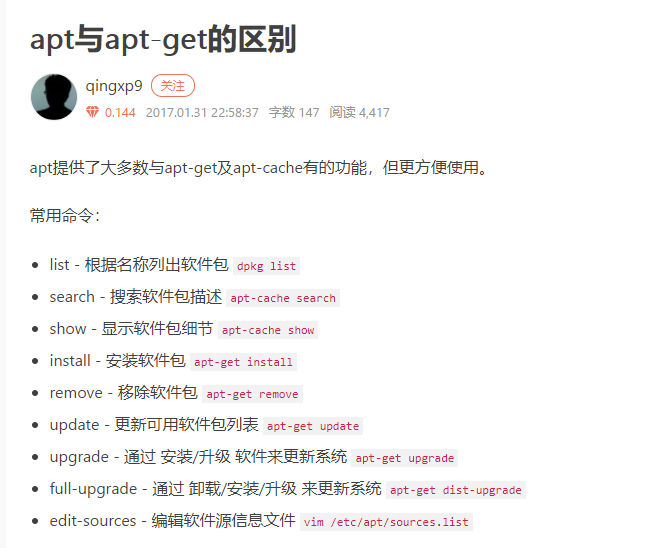 apt与apt-get的区别
qingxp9 关注
0.144 2017.01.31 22:58:37 字数 147 阅读 4,417
apt提供了大多数与apt-get及apt-cache有的功能，但更方便使用。
常用命令：
list - 根据名称列出软件包 dpkg list
search - 搜索软件包描述 apt-cache search
show - 显示软件包细节 apt-cache show
install - 安装软件包 apt-get install
remove - 移除软件包 apt-get remove
update - 更新可用软件包列表 apt-get update
upgrade - 通过 安装/升级 软件来更新系统 apt-get upgrade
full-upgrade - 通过 卸载/安装/升级 来更新系统 apt-get dist-upgrade
edit-sources - 编辑软件源信息文件 vim /etc/apt/sources.list